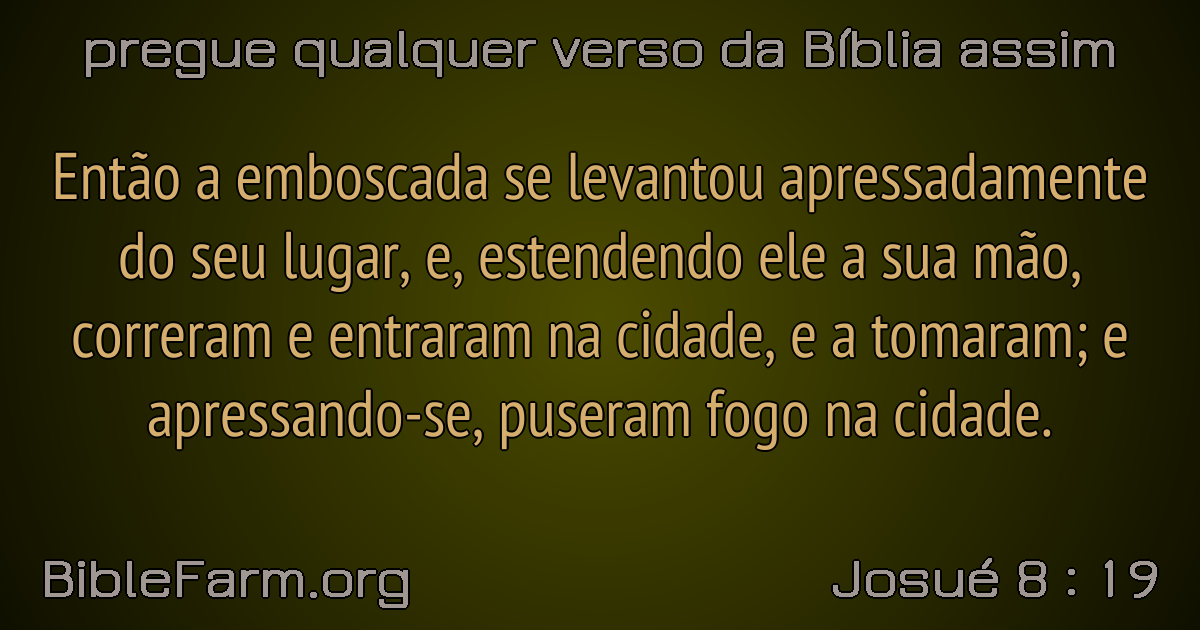 pregue qualquer verso da Bíblia assim
Então a emboscada se levantou apressadamente
do seu lugar, e, estendendo ele a sua mão,
correram e entraram na cidade, e a tomaram; e
apressando-se, puseram fogo na cidade.
BibleFarm.org
Josué 8 : 19